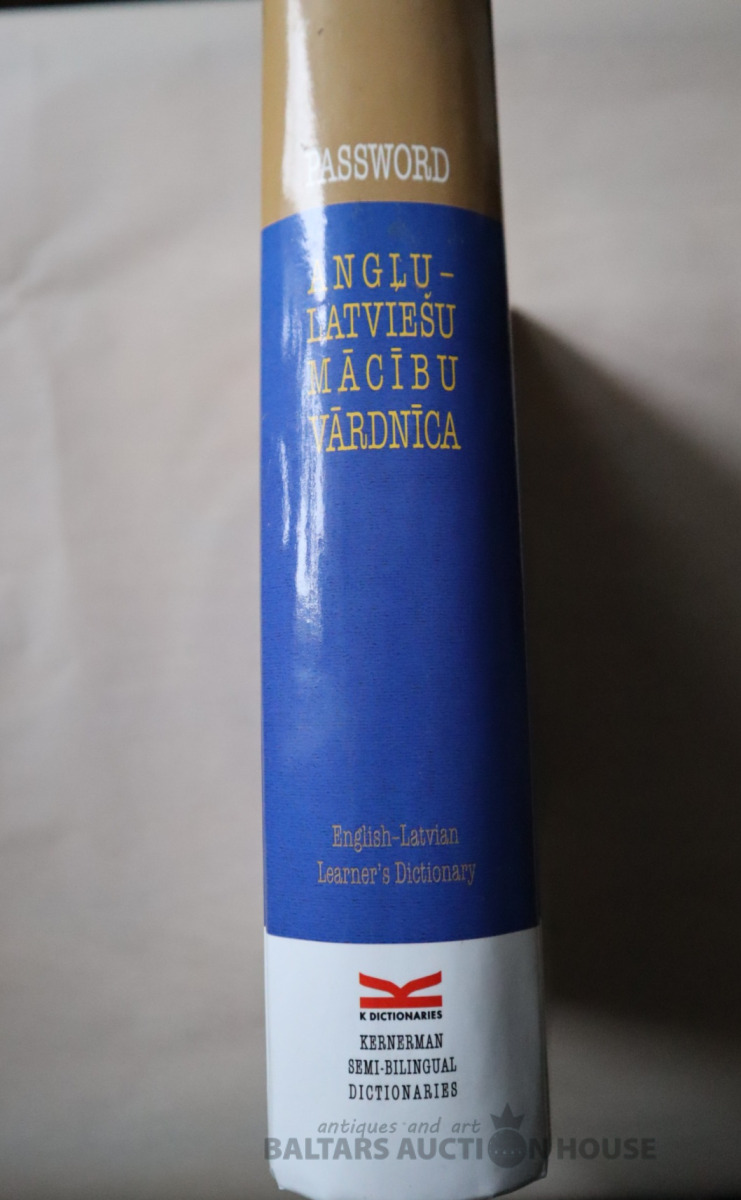 PASSWORD
ANGĻU–
LATVIEŠU
MĀCĪBU
VĀRDNĪCA
English–Latvian
Learner's Dictionary
K DICTIONARIES
KERNERMAN
SEMI-BILINGUAL
DICTIONARIES
antiques and art
BALTARS AUCTION HOUSE